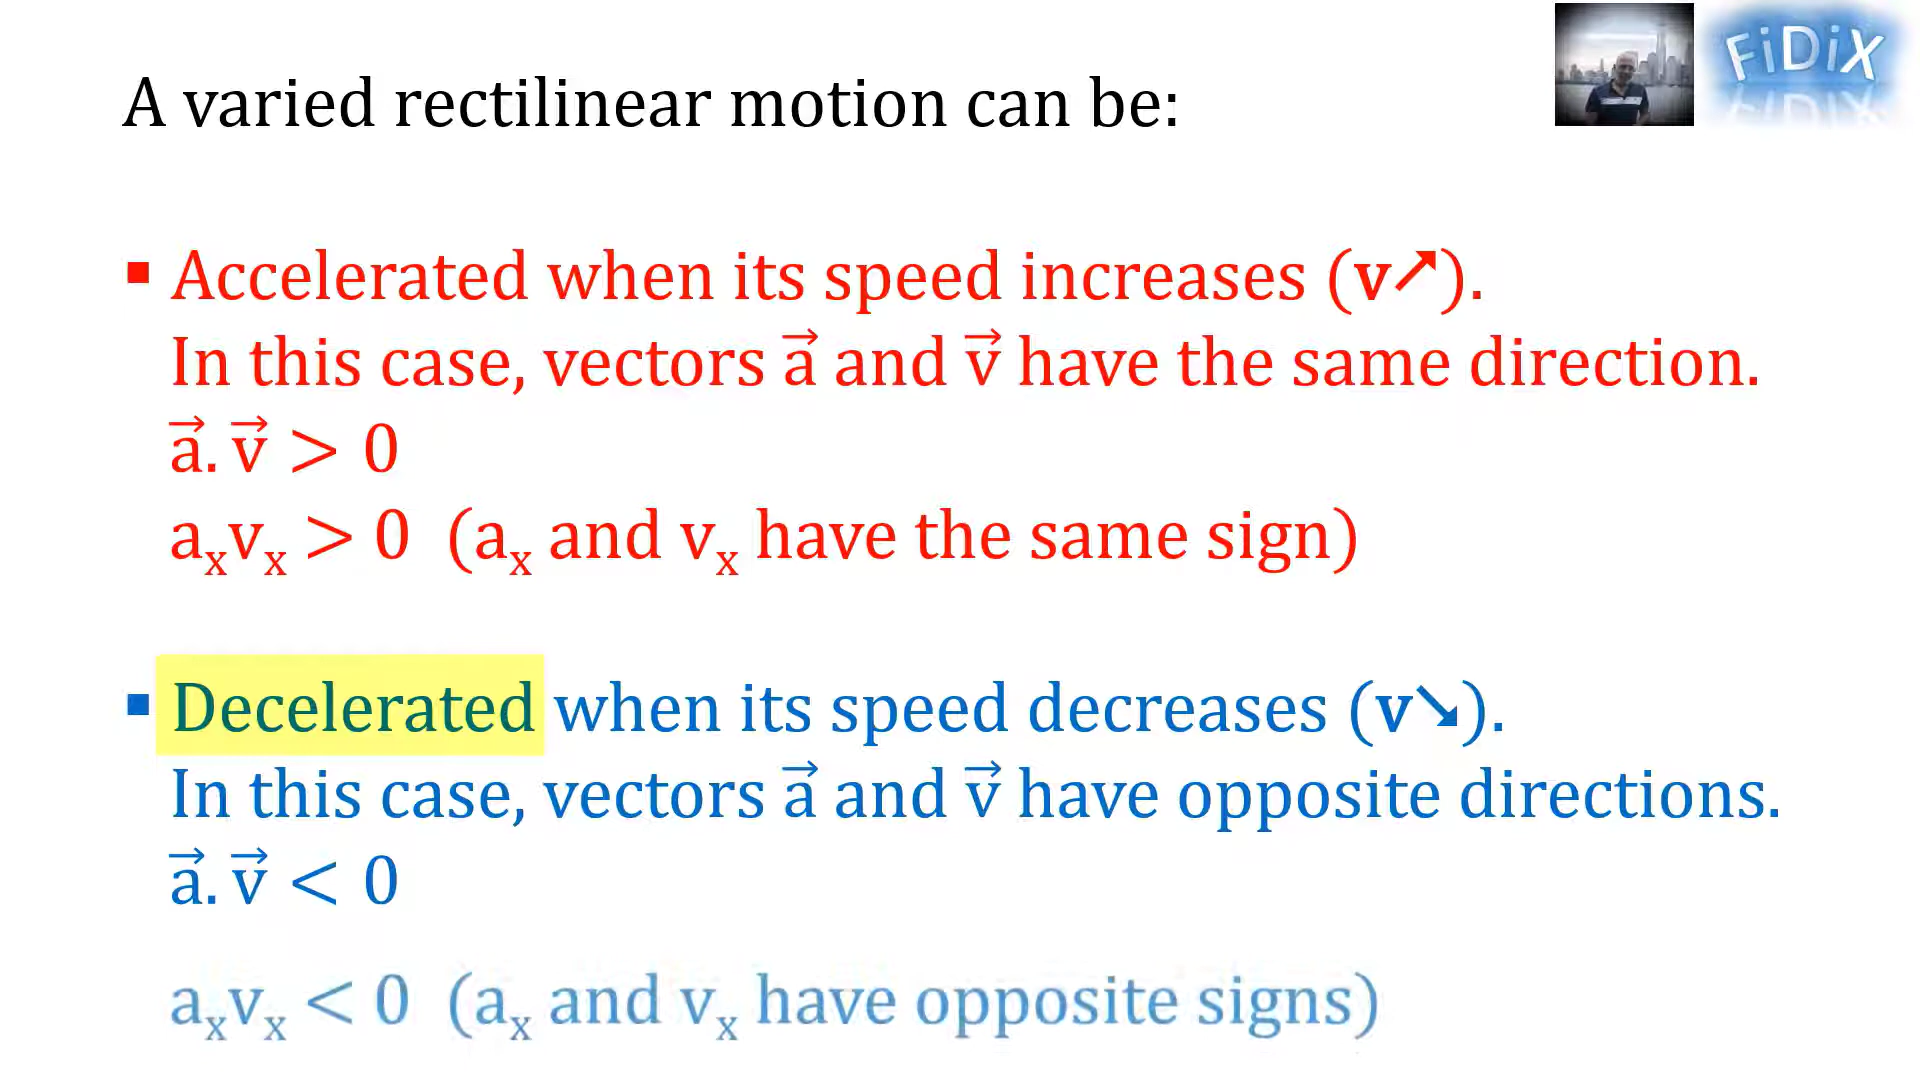 FiDiX
A varied rectilinear motion can be:
▪ Accelerated when its speed increases (v↗).
In this case, vectors a⃗ and v⃗ have the same direction.
a⃗. v⃗ > 0
aₓvₓ > 0 (aₓ and vₓ have the same sign)
▪ Decelerated when its speed decreases (v↘).
In this case, vectors a⃗ and v⃗ have opposite directions.
a⃗. v⃗ < 0
aₓvₓ < 0 (aₓ and vₓ have opposite signs)